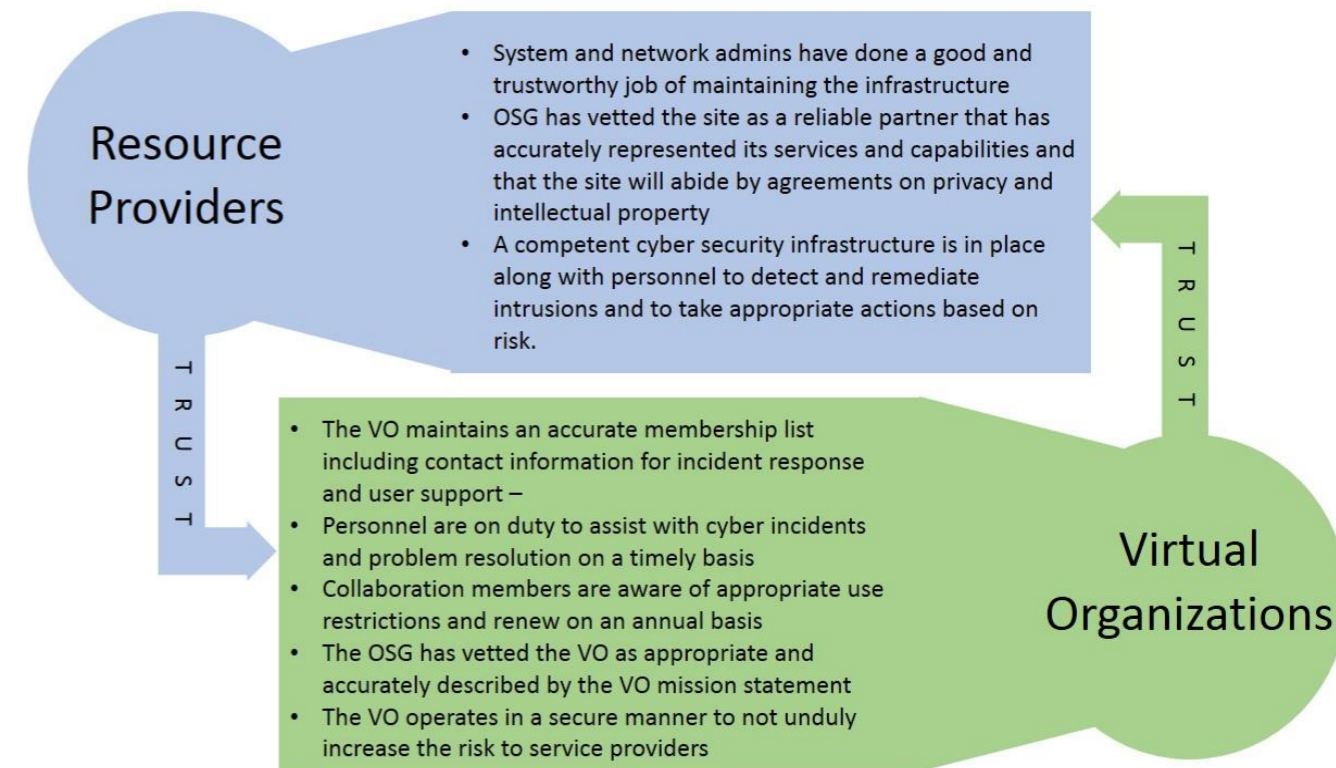 Resource
Providers
• System and network admins have done a good and
trustworthy job of maintaining the infrastructure
• OSG has vetted the site as a reliable partner that has
accurately represented its services and capabilities and
that the site will abide by agreements on privacy and
intellectual property
• A competent cyber security infrastructure is in place
along with personnel to detect and remediate
intrusions and to take appropriate actions based on
risk.
TRUST
TRUST
• The VO maintains an accurate membership list
including contact information for incident response
and user support –
• Personnel are on duty to assist with cyber incidents
and problem resolution on a timely basis
• Collaboration members are aware of appropriate use
restrictions and renew on an annual basis
• The OSG has vetted the VO as appropriate and
accurately described by the VO mission statement
• The VO operates in a secure manner to not unduly
increase the risk to service providers
Virtual
Organizations